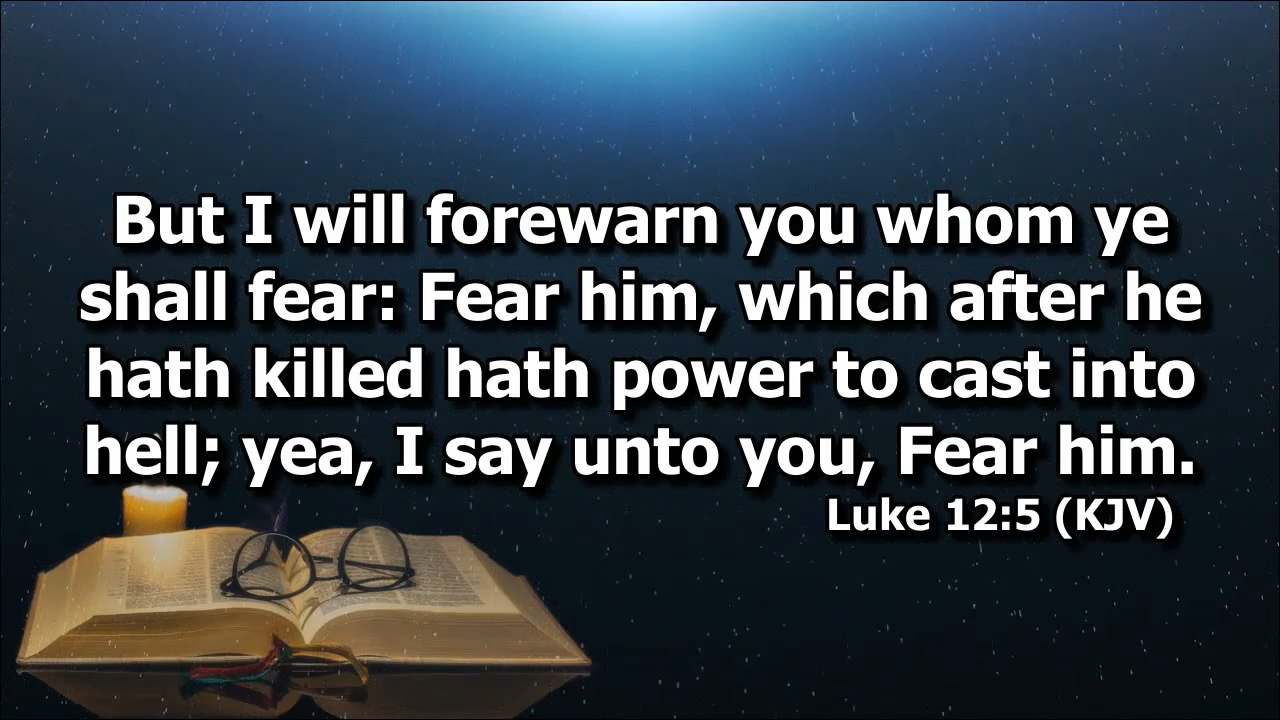 But I will forewarn you whom ye
shall fear: Fear him, which after he
hath killed hath power to cast into
hell; yea, I say unto you, Fear him.
Luke 12:5 (KJV)